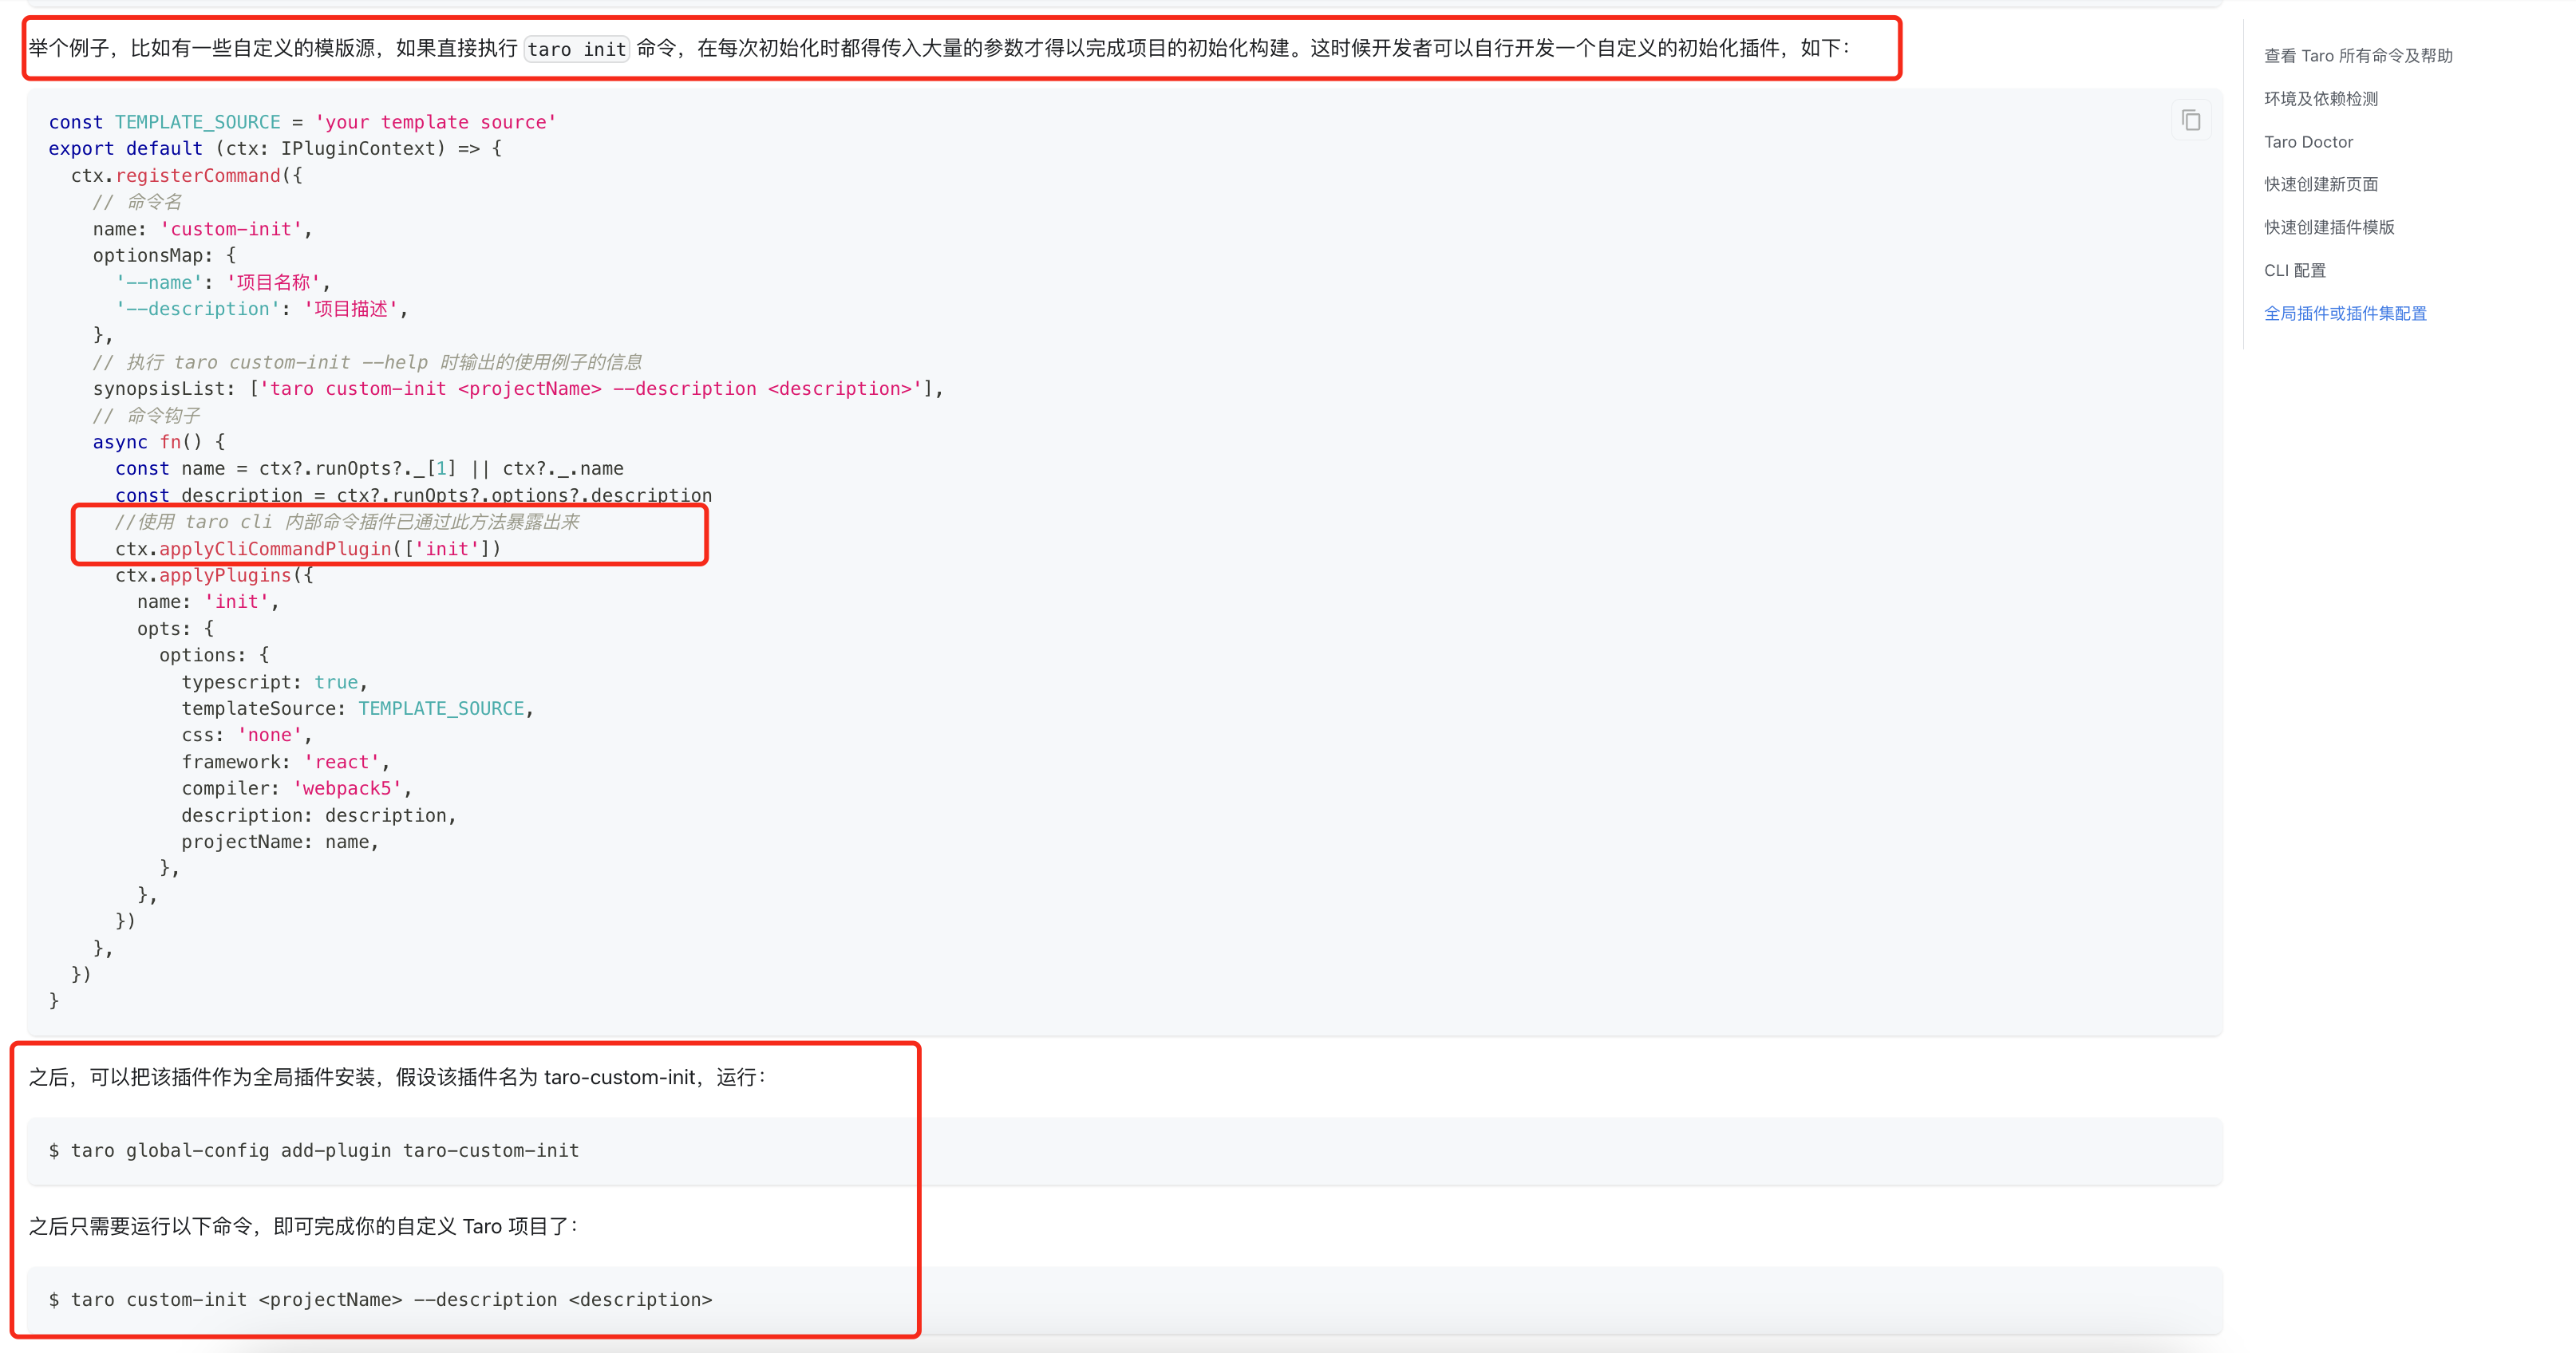 举个例子，比如有一些自定义的模版源，如果直接执行 taro init 命令，在每次初始化时都得传入大量的参数才得以完成项目的初始化构建。这时候开发者可以自行开发一个自定义的初始化插件，如下：
const TEMPLATE_SOURCE = 'your template source'
export default (ctx: IPluginContext) => {
  ctx.registerCommand({
    // 命令名
    name: 'custom-init',
    optionsMap: {
      '--name': '项目名称',
      '--description': '项目描述',
    },
    // 执行 taro custom-init --help 时输出的使用例子的信息
    synopsisList: ['taro custom-init <projectName> --description <description>'],
    // 命令钩子
    async fn() {
      const name = ctx?.runOpts?._[1] || ctx?._.name
      const description = ctx?.runOpts?.options?.description
      //使用 taro cli 内部命令插件已通过此方法暴露出来
      ctx.applyCliCommandPlugin(['init'])
      ctx.applyPlugins({
        name: 'init',
        opts: {
          options: {
            typescript: true,
            templateSource: TEMPLATE_SOURCE,
            css: 'none',
            framework: 'react',
            compiler: 'webpack5',
            description: description,
            projectName: name,
          },
        },
      })
    },
  })
}
之后，可以把该插件作为全局插件安装，假设该插件名为 taro-custom-init，运行：
$ taro global-config add-plugin taro-custom-init
之后只需要运行以下命令，即可完成你的自定义 Taro 项目了：
$ taro custom-init <projectName> --description <description>
查看 Taro 所有命令及帮助
环境及依赖检测
Taro Doctor
快速创建新页面
快速创建插件模版
CLI 配置
全局插件或插件集配置